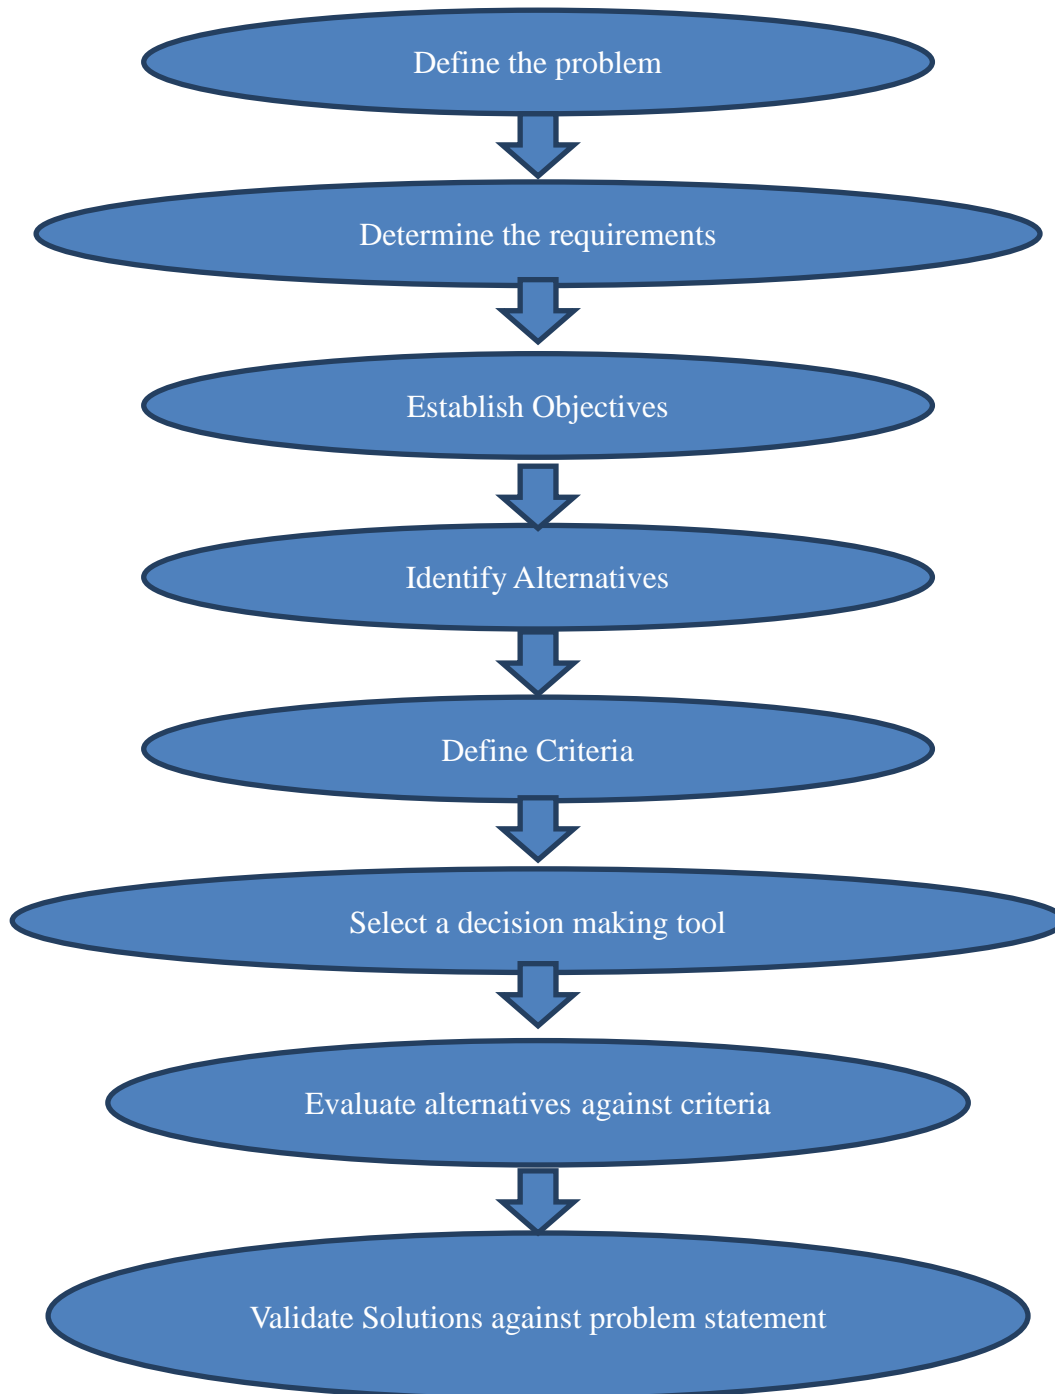 Define the problem
Determine the requirements
Establish Objectives
Identify Alternatives
Define Criteria
Select a decision making tool
Evaluate alternatives against criteria
Validate Solutions against problem statement